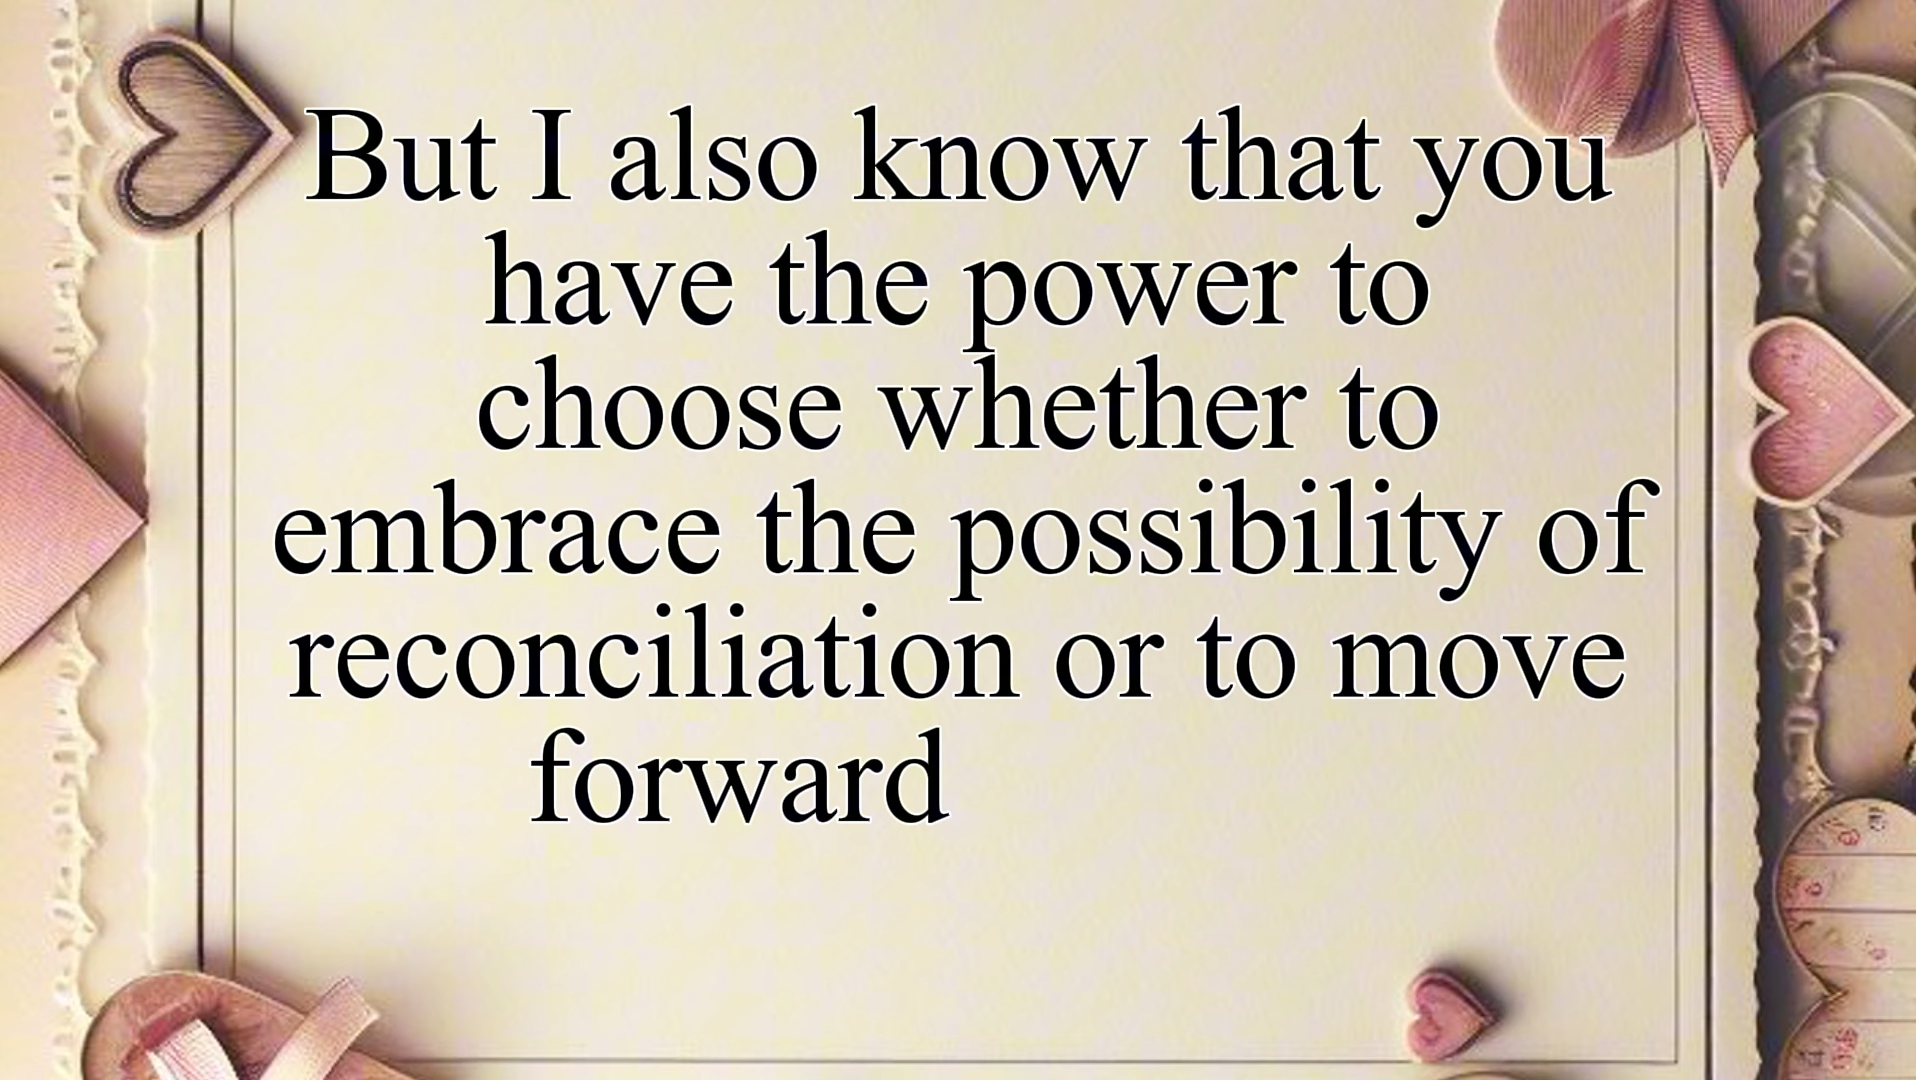 But I also know that you
have the power to
choose whether to
embrace the possibility of
reconciliation or to move
forward